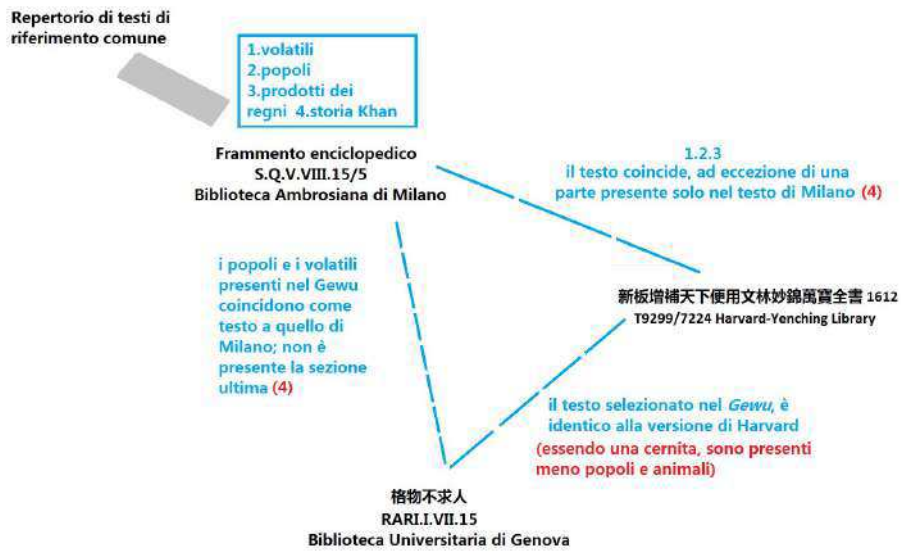 Repertorio di testi di
riferimento comune
1.volatili
2.popoli
3.prodotti dei
regni 4.storia Khan
Frammento enciclopedico
S.Q.V.VIII.15/5
Biblioteca Ambrosiana di Milano
1.2.3
il testo coincide, ad eccezione di una
parte presente solo nel testo di Milano (4)
i popoli e i volatili
presenti nel Gewu
coincidono come
testo a quello di
Milano; non è
presente la sezione
ultima (4)
新板增補天下便用文林妙錦萬寶全書 1612
T9299/7224 Harvard-Yenching Library
il testo selezionato nel Gewu, è
identico alla versione di Harvard
(essendo una cernita, sono presenti
meno popoli e animali)
格物不求人
RARI.I.VII.15
Biblioteca Universitaria di Genova